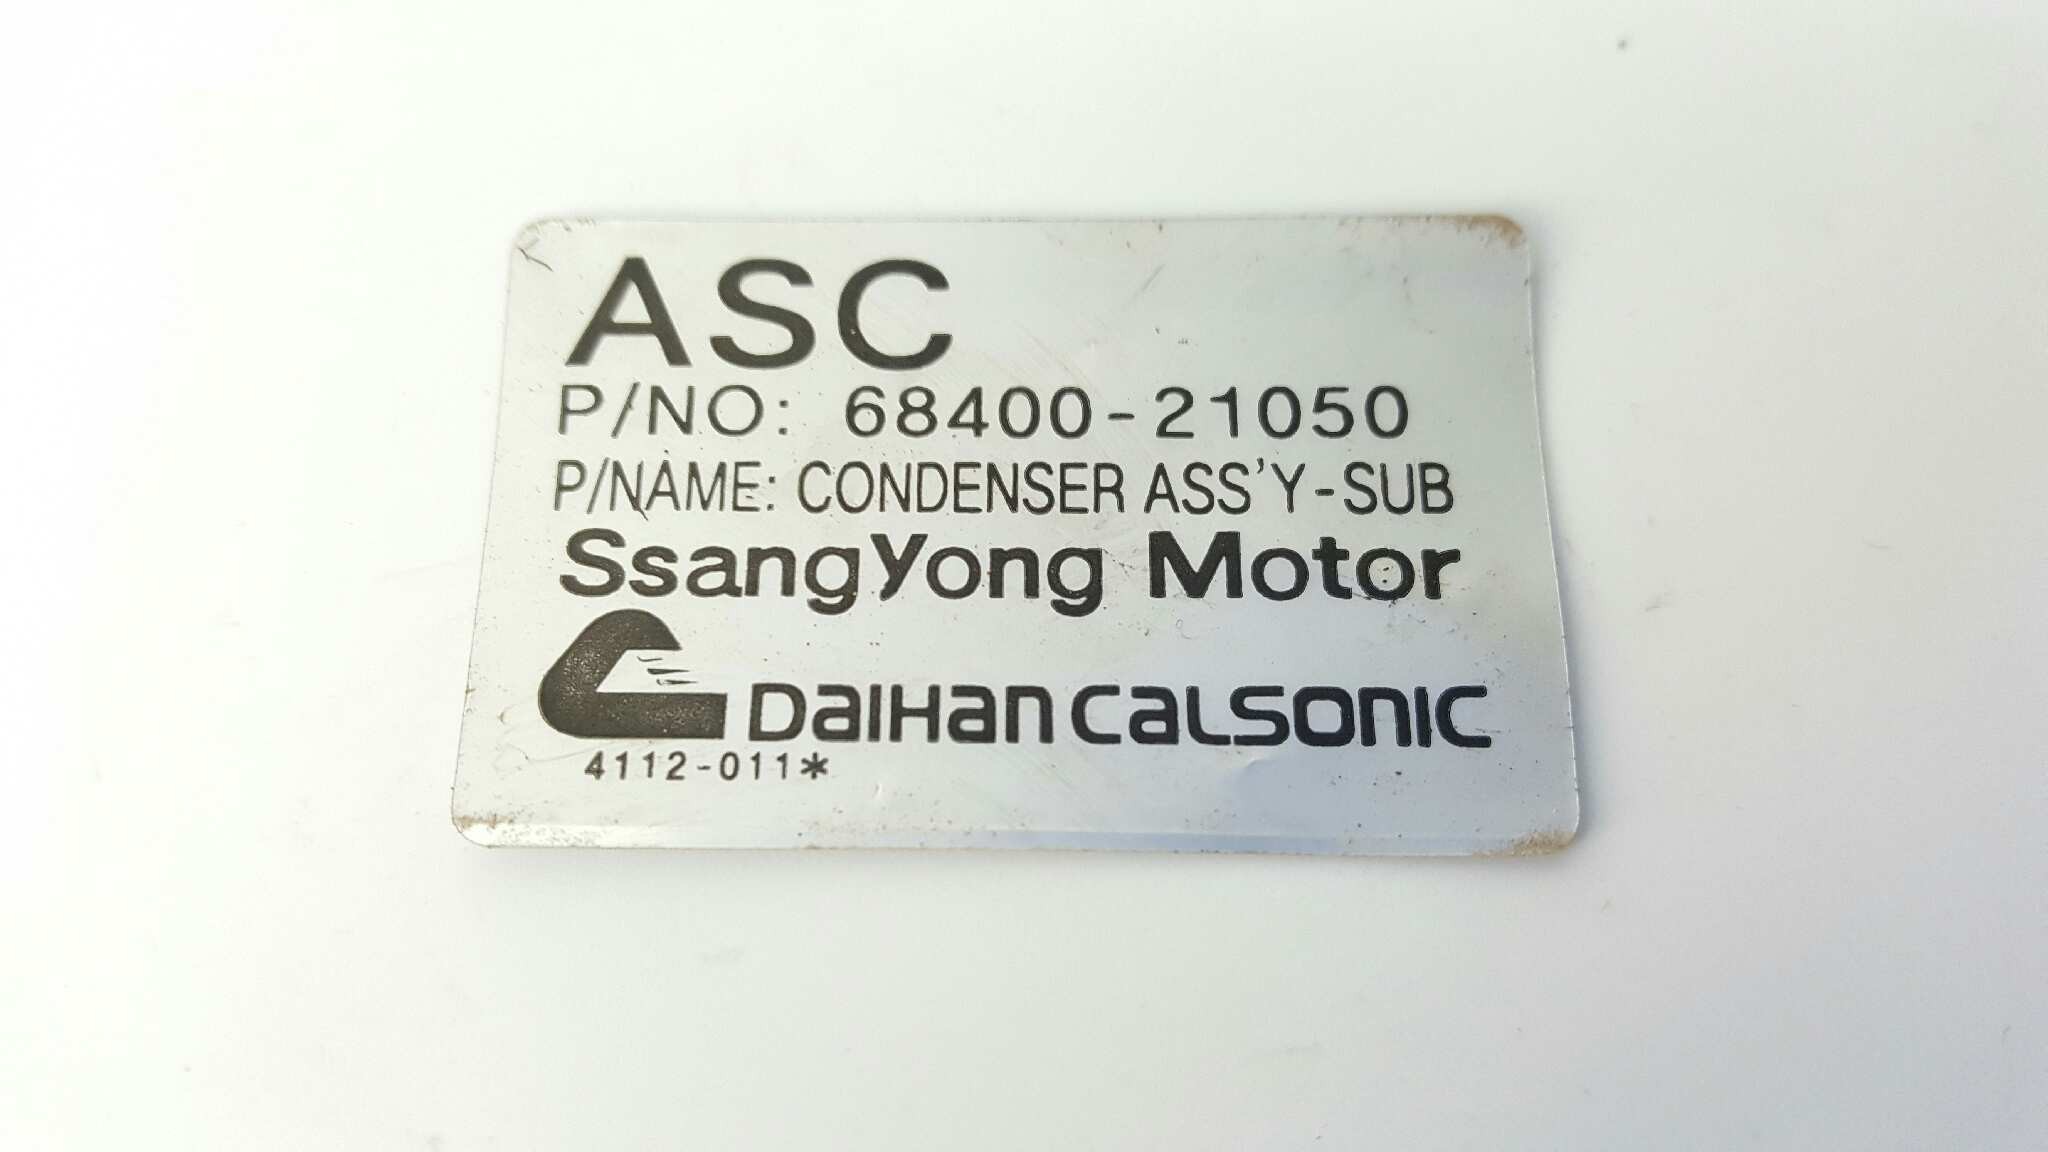 ASC
P/NO: 68400-21050
P/NAME: CONDENSER ASS'Y-SUB
SsangYong Motor
DAIHAN CALSONIC
4112-011*